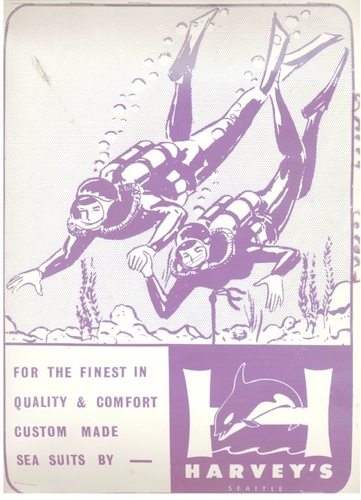 FOR THE FINEST IN
QUALITY & COMFORT
CUSTOM MADE
SEA SUITS BY —
H
HARVEY'S
SEATTLE